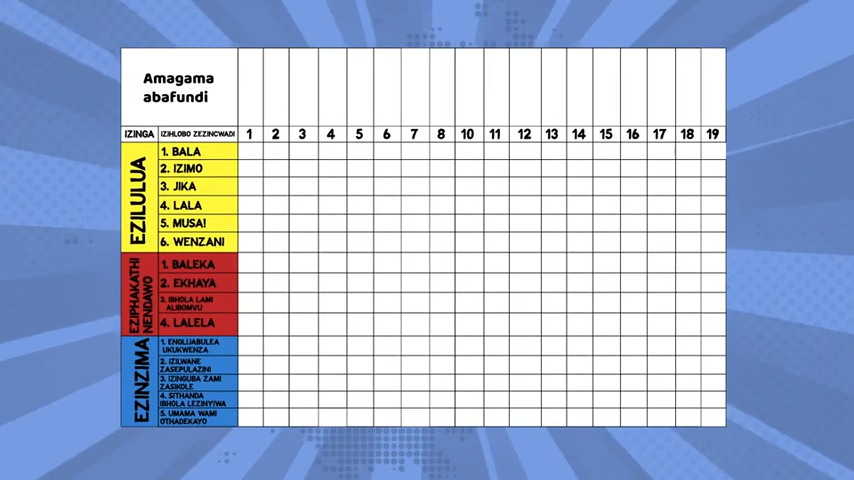 Amagama
abafundi
IZINGA IZIHLOBO ZEZINCWADI 1 2 3 4 5 6 7 8 10 11 12 13 14 15 16 17 18 19
EZILULUA
1. BALA
2. IZIMO
3. JIKA
4. LALA
5. MUSA!
6. WENZANI
EZIPHAKATHI
NENDAWO
1. BALEKA
2. EKHAYA
3. IBHOLA LAMI
ALIBOMVU
4. LALELA
EZINZIMA
1. ENGIJABULEA
UKUKWENZA
2. IZILWANE
ZASEPULAZINI
3. IZINGUBA ZAMI
ZASIKOLE
4. SITHANDA
IBHOLA LEZINYIWA
5. UMAMA WAMI
OTHADEKAYO